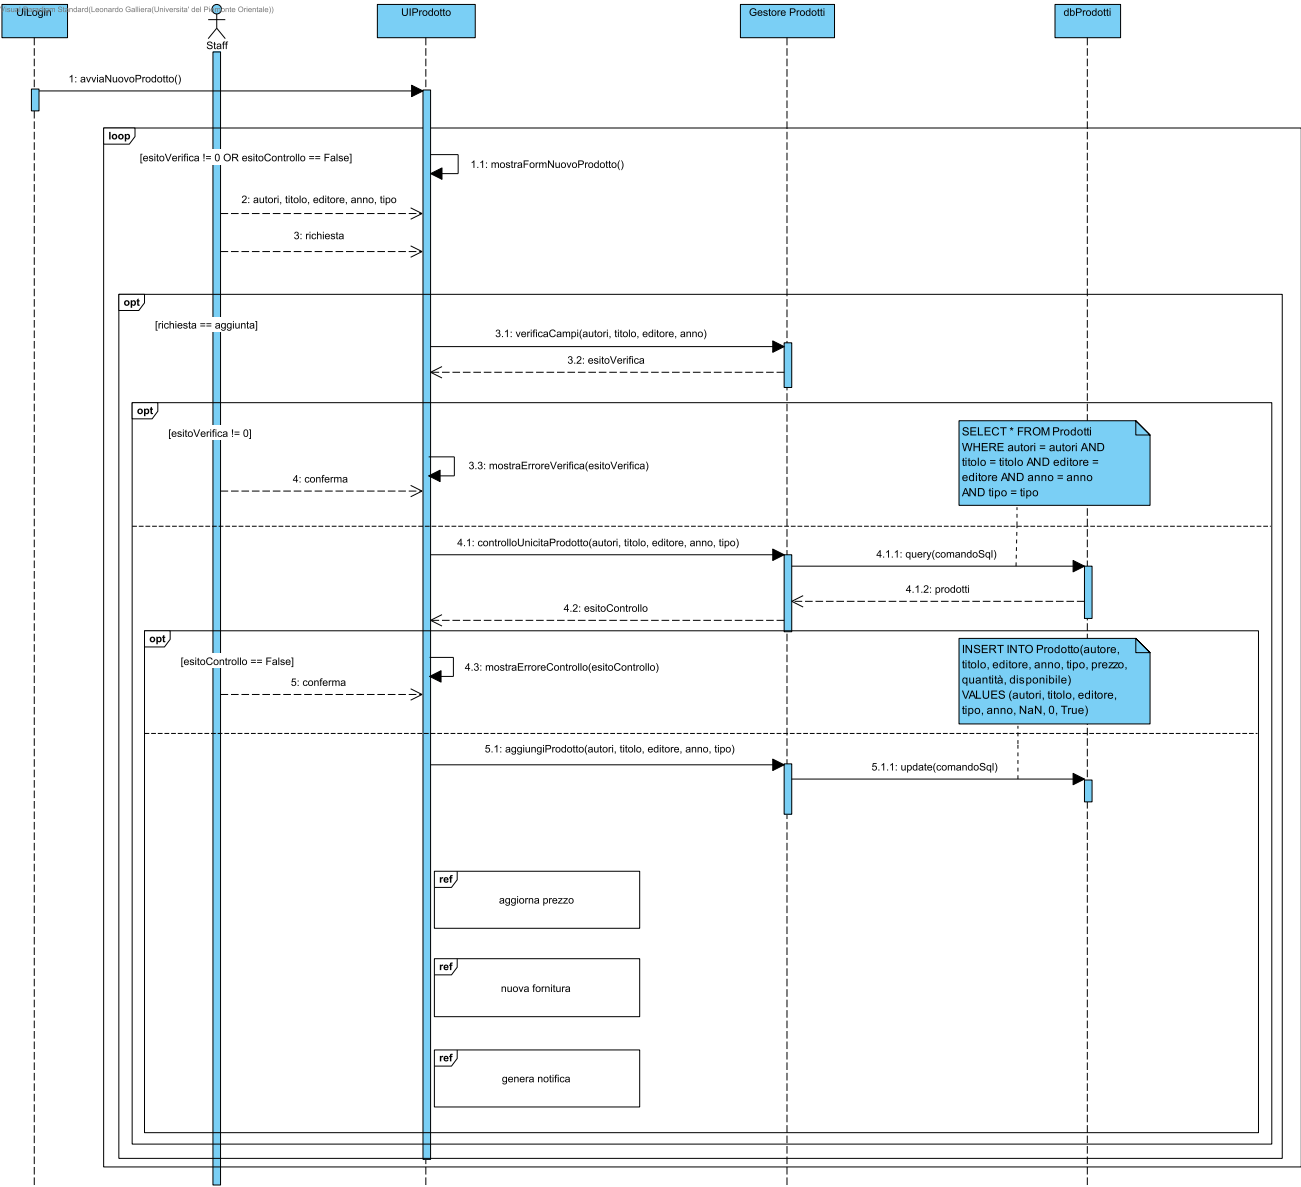 UiLogin
Standard(Leonardo Galliera(Universita' del Piemonte Orientale))
Staff
UIProdotto
Gestore Prodotti
dbProdotti
1: avviaNuovoProdotto()
loop
[esitoVerifica != 0 OR esitoControllo == False]
1.1: mostraFormNuovoProdotto()
2: autori, titolo, editore, anno, tipo
3: richiesta
opt
[richiesta == aggiunta]
3.1: verificaCampi(autori, titolo, editore, anno)
3.2: esitoVerifica
opt
[esitoVerifica != 0]
SELECT * FROM Prodotti
WHERE autori = autori AND
titolo = titolo AND editore =
editore AND anno = anno
AND tipo = tipo
3.3: mostraErroreVerifica(esitoVerifica)
4: conferma
4.1: controlloUnicitaProdotto(autori, titolo, editore, anno, tipo)
4.1.1: query(comandoSql)
4.1.2: prodotti
4.2: esitoControllo
opt
[esitoControllo == False]
4.3: mostraErroreControllo(esitoControllo)
5: conferma
INSERT INTO Prodotto(autore,
titolo, editore, anno, tipo, prezzo,
quantità, disponibile)
VALUES (autori, titolo, editore,
tipo, anno, NaN, 0, True)
5.1: aggiungiProdotto(autori, titolo, editore, anno, tipo)
5.1.1: update(comandoSql)
ref
aggiorna prezzo
ref
nuova fornitura
ref
genera notifica